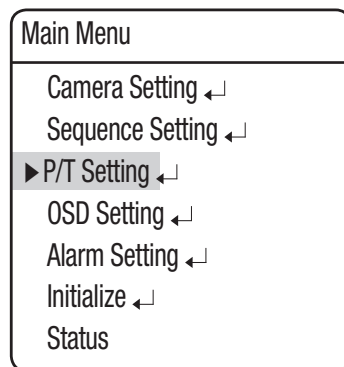 Main Menu
Camera Setting ↵
Sequence Setting ↵
▶P/T Setting ↵
OSD Setting ↵
Alarm Setting ↵
Initialize ↵
Status